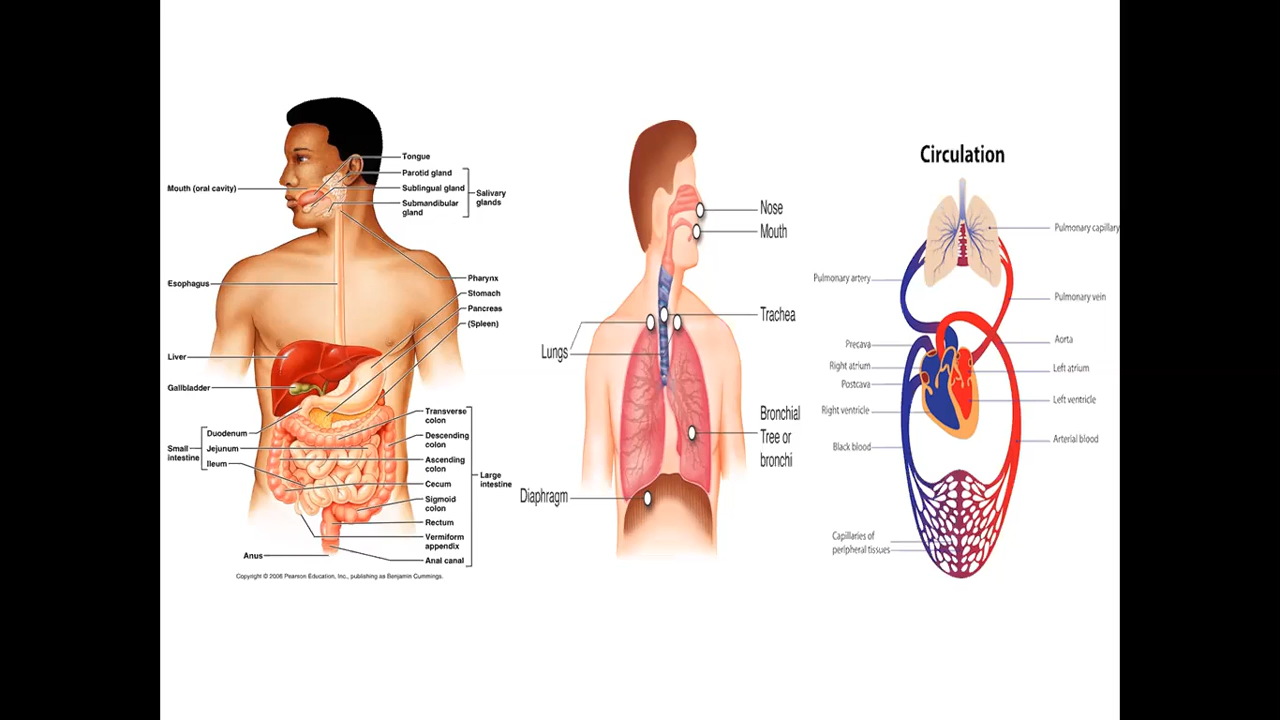 Tongue
Parotid gland
Sublingual gland
Submandibular
gland
Salivary
glands
Mouth (oral cavity)
Pharynx
Esophagus
Stomach
Pancreas
(Spleen)
Liver
Gallbladder
Transverse
colon
Duodenum
Descending
colon
Small
intestine
Jejunum
Ileum
Ascending
colon
Cecum
Large
intestine
Sigmoid
colon
Rectum
Vermiform
appendix
Anus
Anal canal
Copyright © 2006 Pearson Education, Inc., publishing as Benjamin Cummings.
Nose
Mouth
Trachea
Lungs
Bronchial
Tree or
bronchi
Diaphragm
Circulation
Pulmonary capillary
Pulmonary artery
Pulmonary vein
Precava
Aorta
Right atrium
Left atrium
Postcava
Left ventricle
Right ventricle
Black blood
Arterial blood
Capillaries of
peripheral tissues